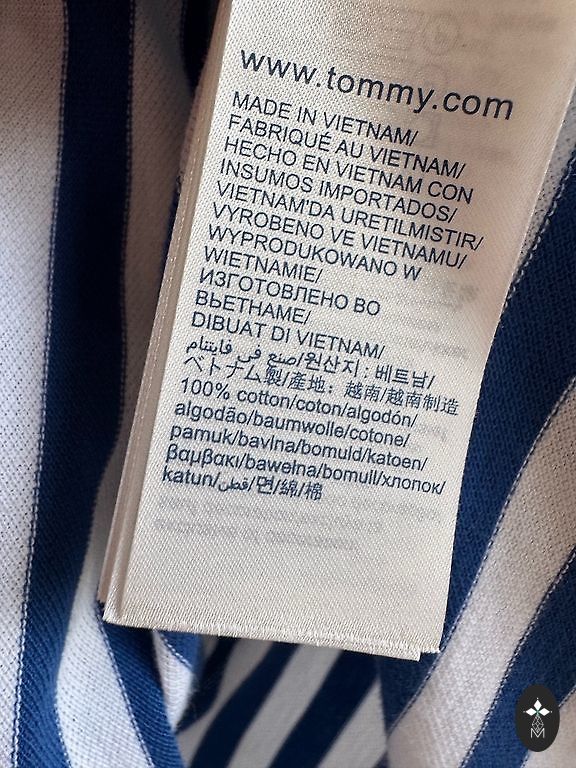 www.tommy.com
MADE IN VIETNAM/
FABRIQUÉ AU VIETNAM/
HECHO EN VIETNAM CON
INSUMOS IMPORTADOS/
VIETNAM'DA URETILMISTIR/
VYROBENO VE VIETNAMU/
WYPRODUKOWANO W
WIETNAMIE/
ИЗГОТОВЛЕНО ВО
ВЬЕТНАМЕ/
DIBUAT DI VIETNAM/
صنع في فايتنام/원산지 : 베트남/
ベトナム製/產地：越南/越南制造
100% cotton/coton/algodón/
algodão/baumwolle/cotone/
pamuk/bavlna/bomuld/katoen/
βαμβακι/bawełna/bomull/хлопок/
katun/قطن/면/綿/棉
M